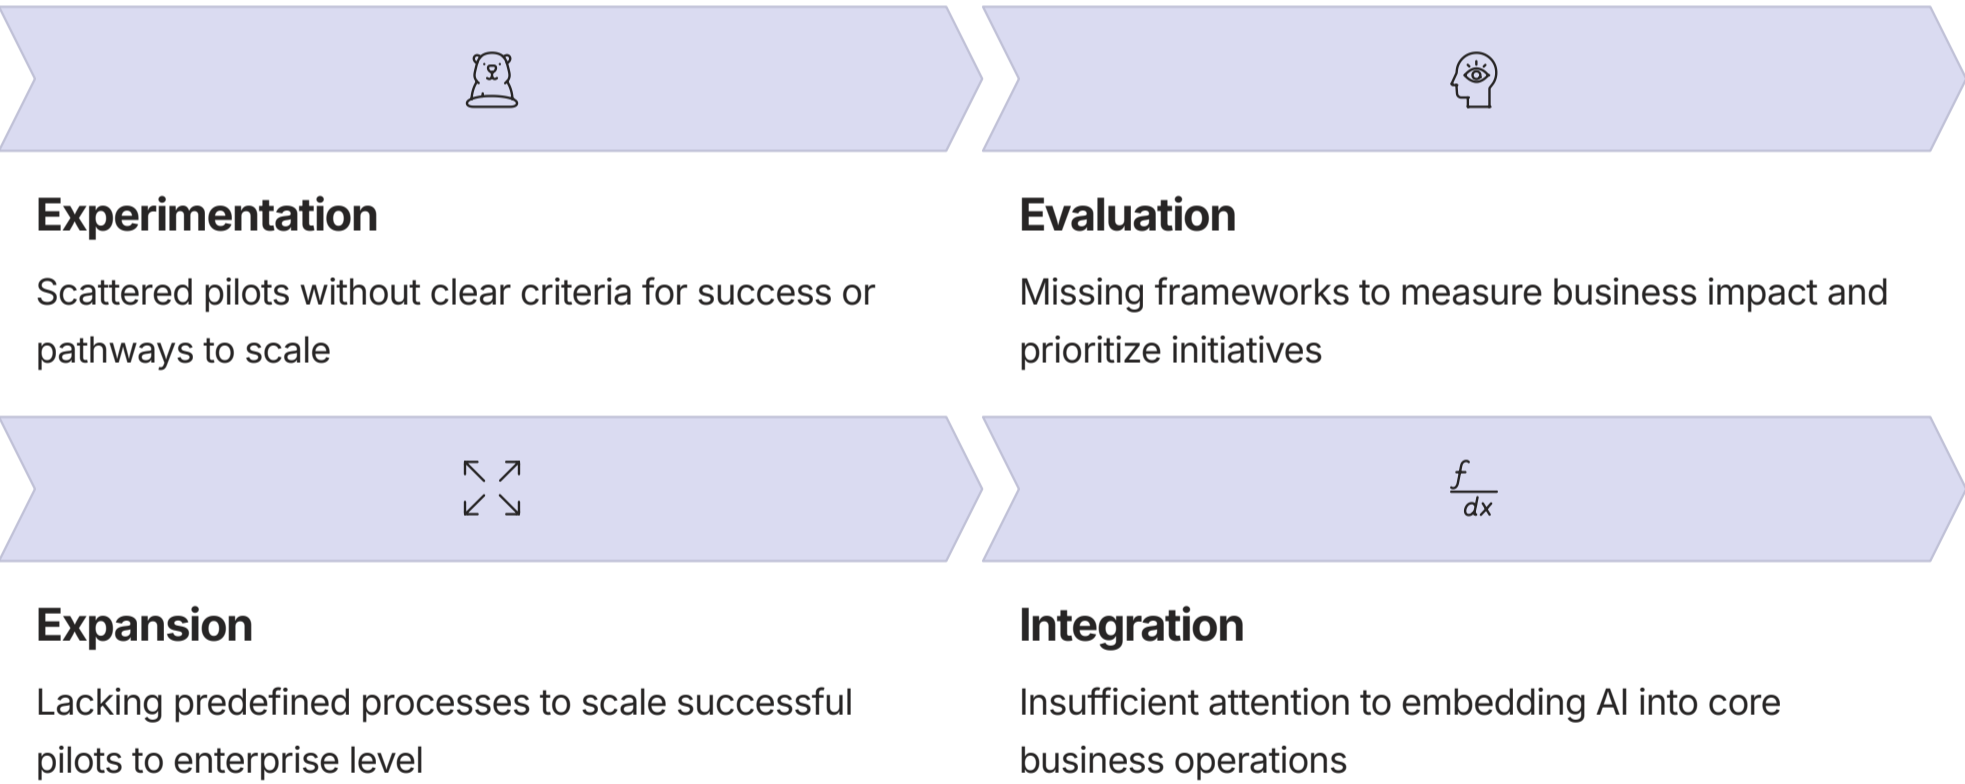 Experimentation
Scattered pilots without clear criteria for success or
pathways to scale
Evaluation
Missing frameworks to measure business impact and
prioritize initiatives
Expansion
Lacking predefined processes to scale successful
pilots to enterprise level
f
dx
Integration
Insufficient attention to embedding AI into core
business operations